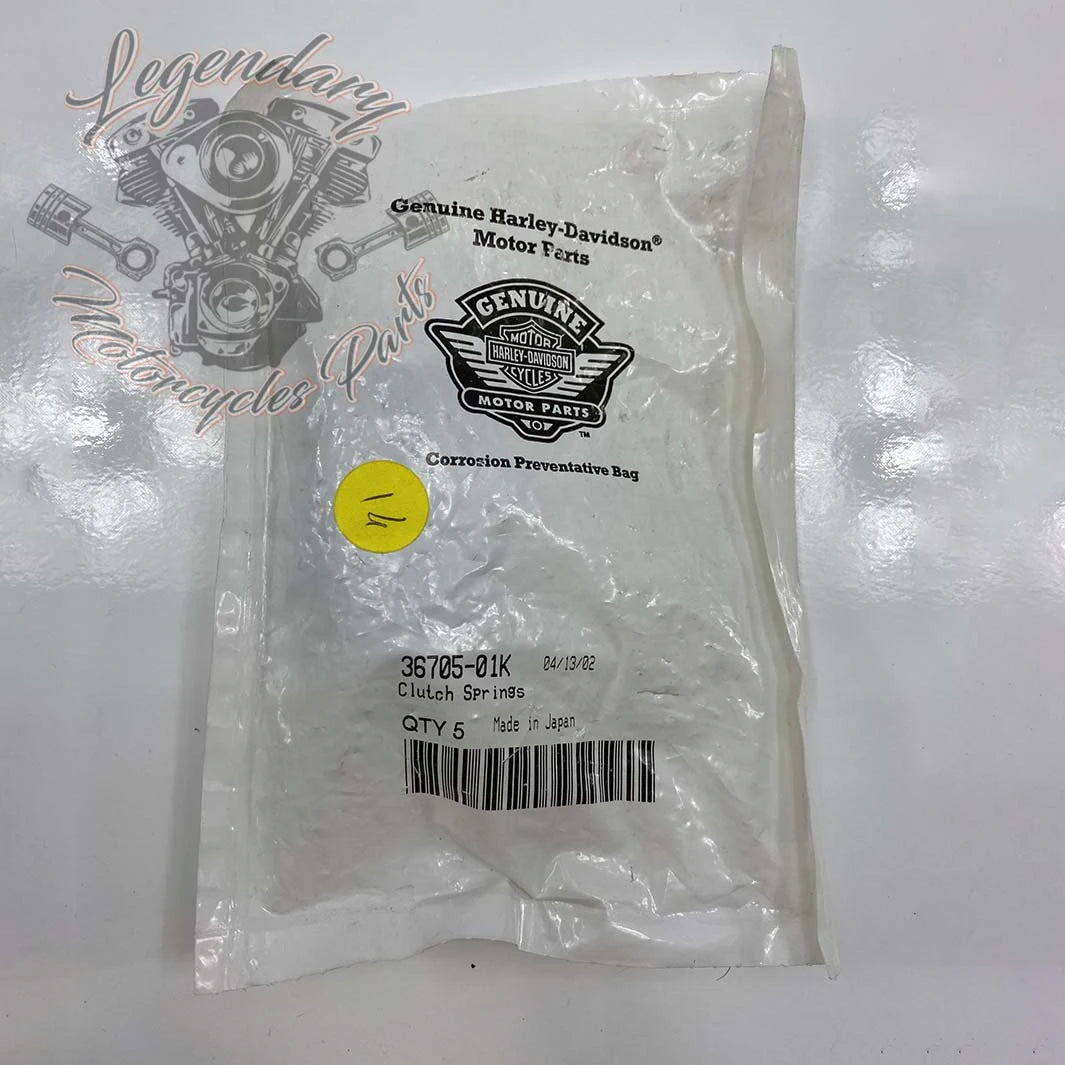 Legendary
Motorcycles Parts
Genuine Harley-Davidson®
Motor Parts
GENUINE
MOTOR
HARLEY-DAVIDSON
CYCLES
MOTOR PARTS
™
Corrosion Preventative Bag
36705-01K 04/13/02
Clutch Springs
QTY 5 Made in Japan